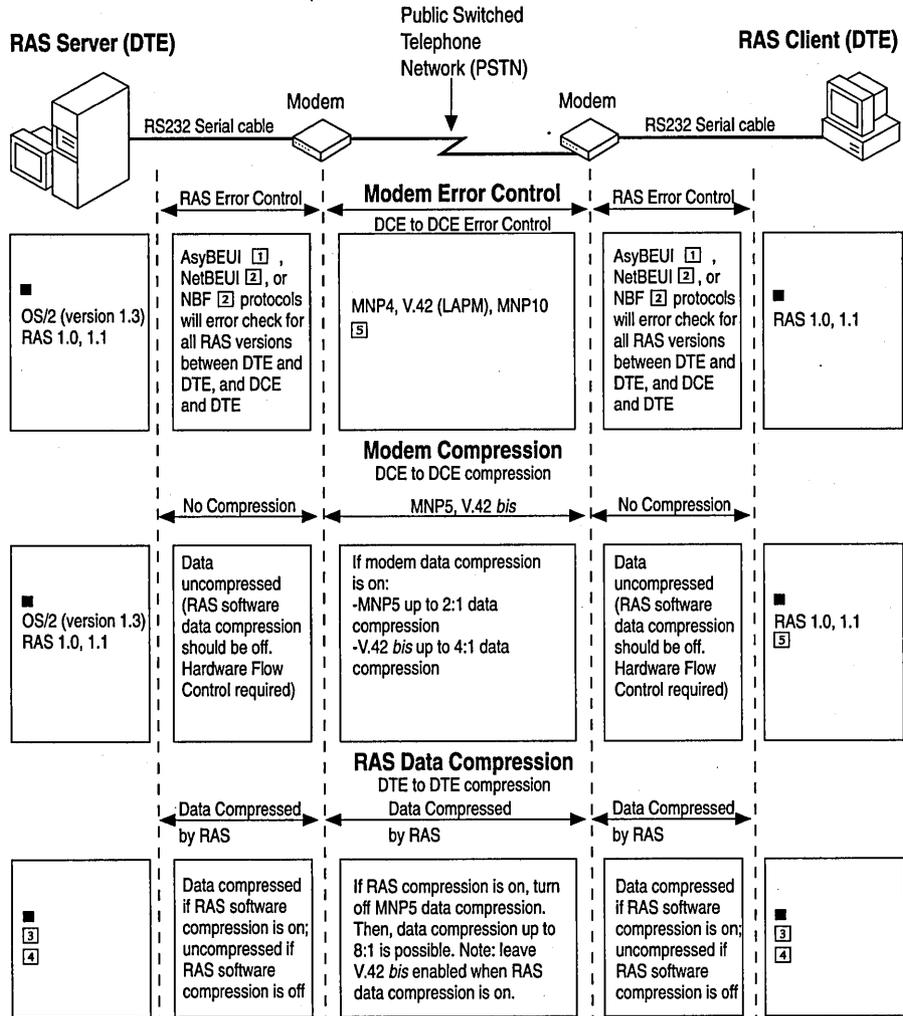 Public Switched
Telephone
Network (PSTN)
RAS Server (DTE)
RAS Client (DTE)
Modem
Modem
RS232 Serial cable
RS232 Serial cable
RAS Error Control
Modem Error Control
RAS Error Control
DCE to DCE Error Control
■
OS/2 (version 1.3)
RAS 1.0, 1.1
AsyBEUI 1 ,
NetBEUI 2, or
NBF 2 protocols
will error check for
all RAS versions
between DTE and
DTE, and DCE
and DTE
MNP4, V.42 (LAPM), MNP10
5
AsyBEUI 1 ,
NetBEUI 2, or
NBF 2 protocols
will error check for
all RAS versions
between DTE and
DTE, and DCE
and DTE
■
RAS 1.0, 1.1
Modem Compression
DCE to DCE compression
No Compression
MNP5, V.42 bis
No Compression
■
OS/2 (version 1.3)
RAS 1.0, 1.1
Data
uncompressed
(RAS software
data compression
should be off.
Hardware Flow
Control required)
If modem data compression
is on:
-MNP5 up to 2:1 data
compression
-V.42 bis up to 4:1 data
compression
Data
uncompressed
(RAS software
data compression
should be off.
Hardware Flow
Control required)
■
RAS 1.0, 1.1
5
RAS Data Compression
DTE to DTE compression
Data Compressed
by RAS
Data Compressed
by RAS
Data Compressed
by RAS
■
3
4
Data compressed
if RAS software
compression is on;
uncompressed if
RAS software
compression is off
If RAS compression is on, turn
off MNP5 data compression.
Then, data compression up to
8:1 is possible. Note: leave
V.42 bis enabled when RAS
data compression is on.
Data compressed
if RAS software
compression is on;
uncompressed if
RAS software
compression is off
■
3
4